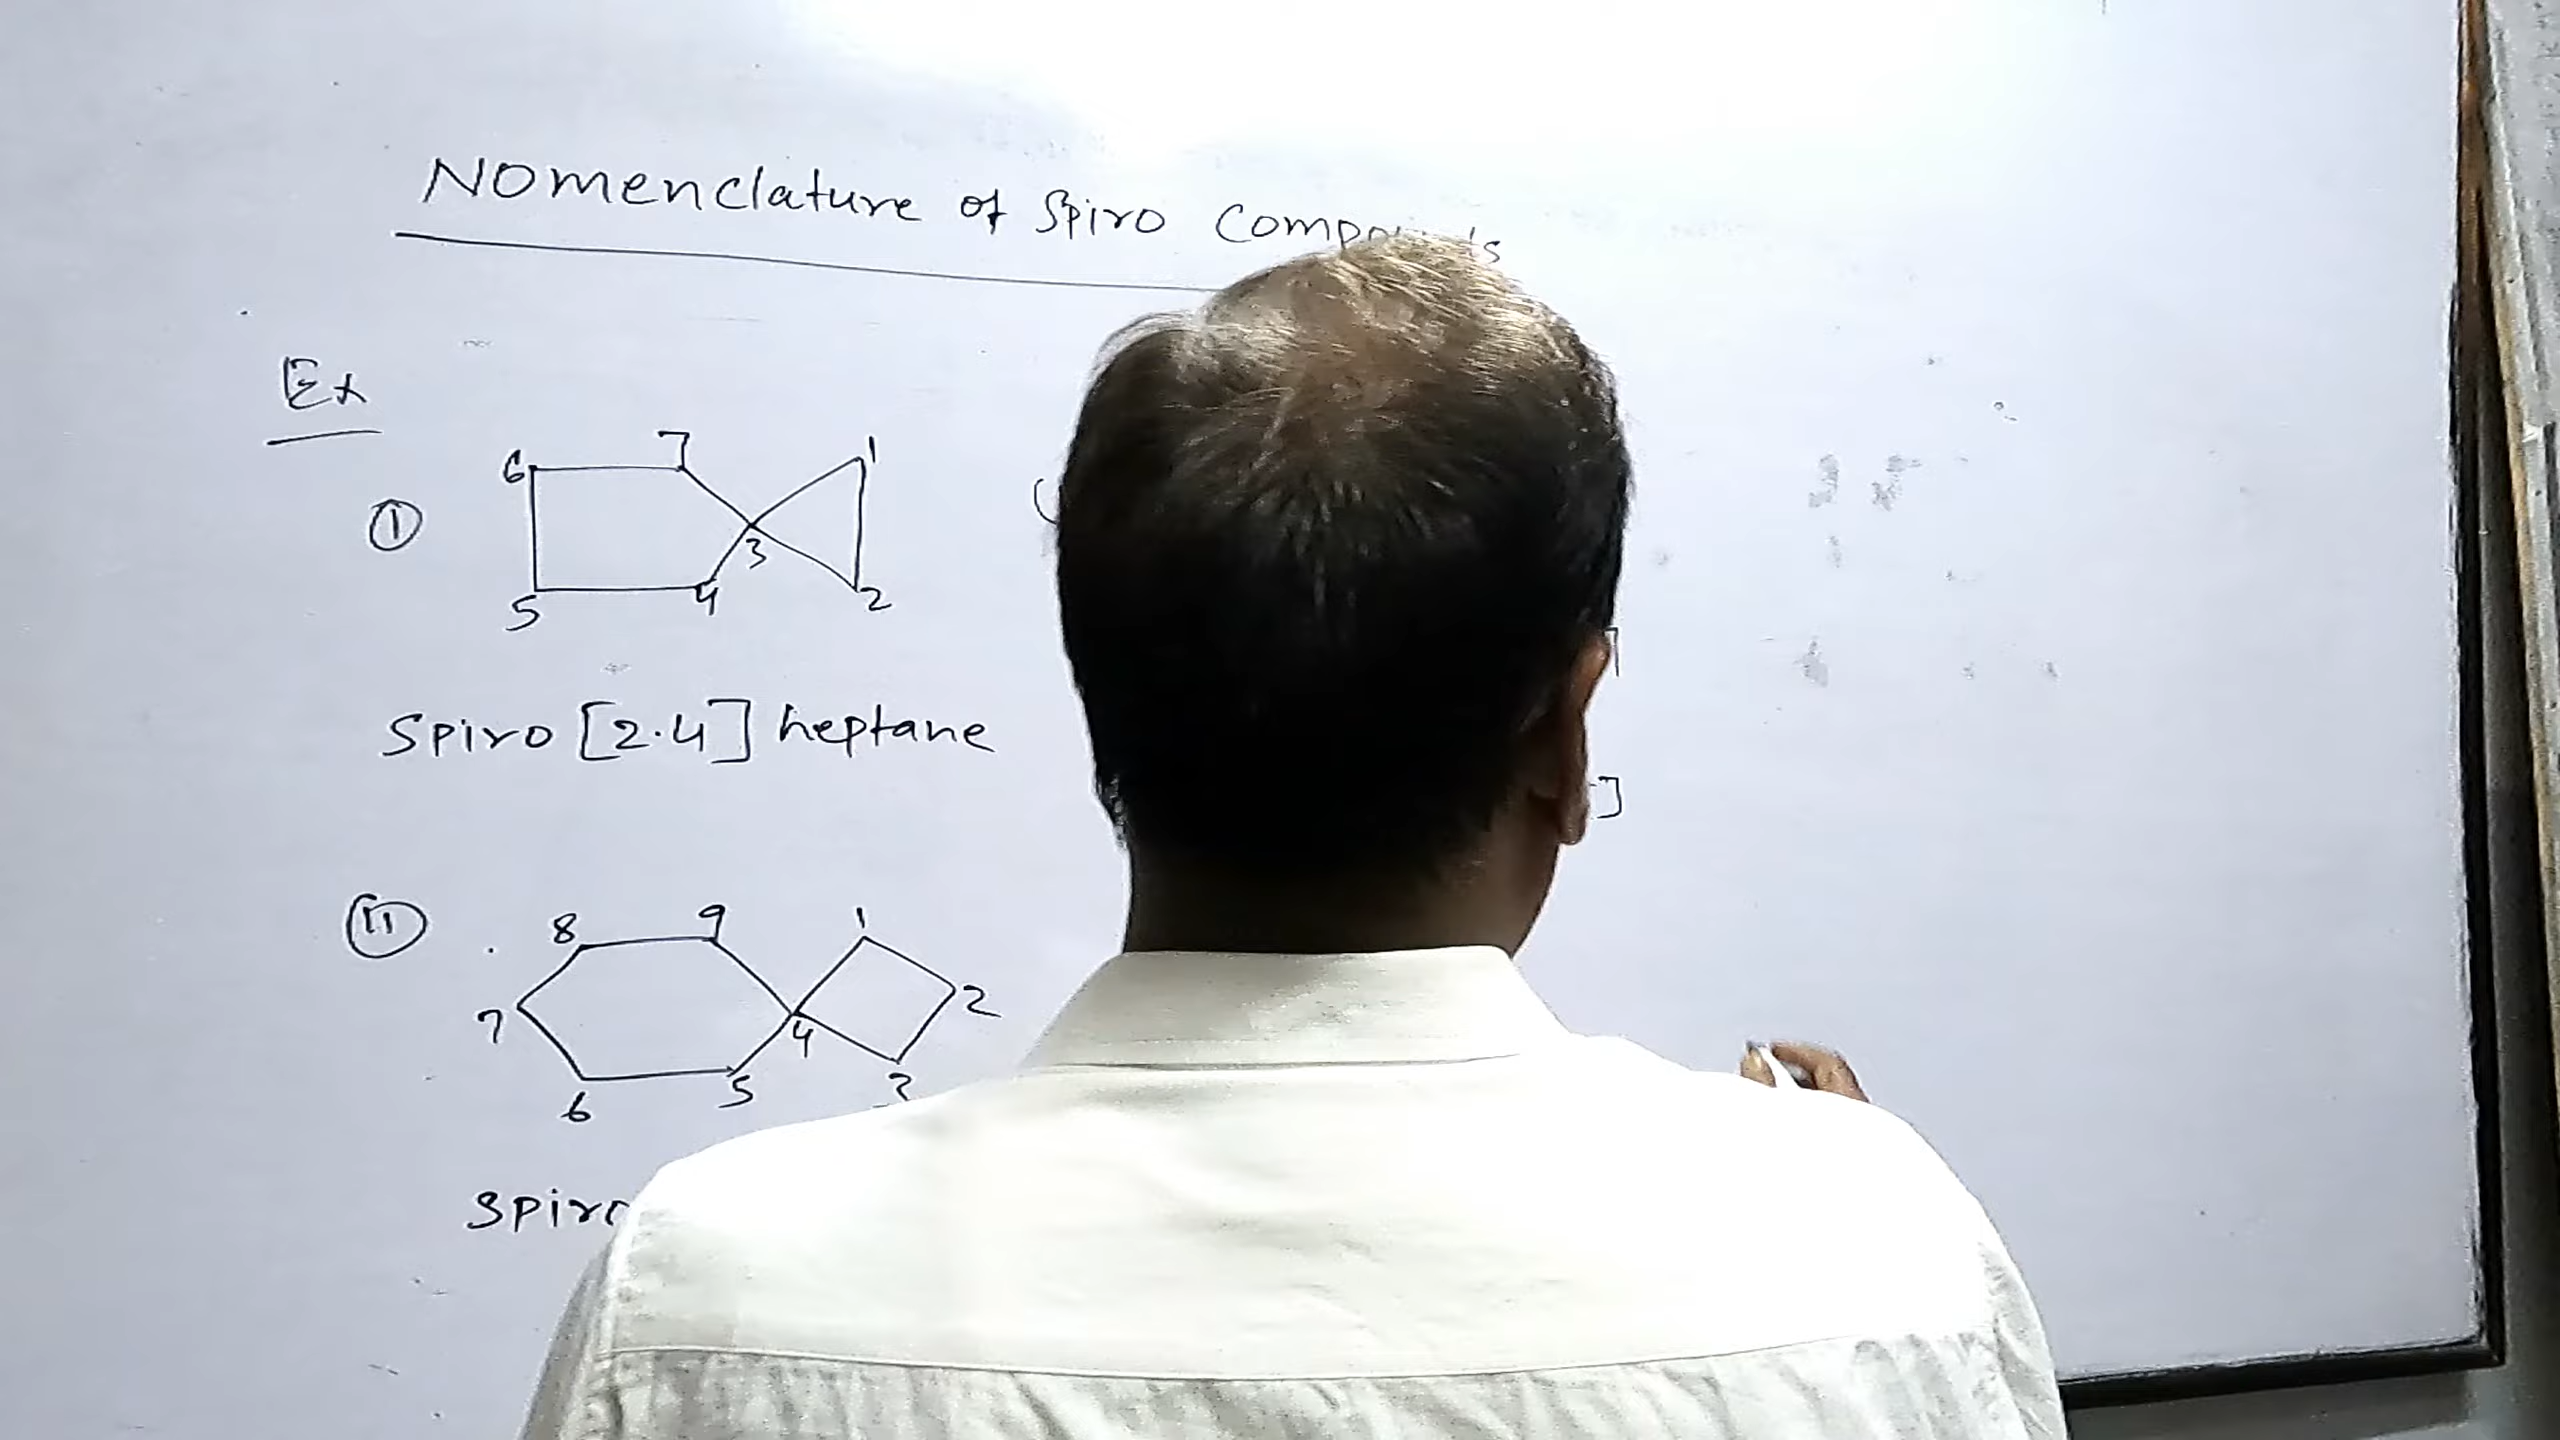 Nomenclature of Spiro
Ex
①
6 7 1
3
5 4 2
Spiro [2.4] heptane
]
(ii)
8 9 1
7 4 2
6 5 3